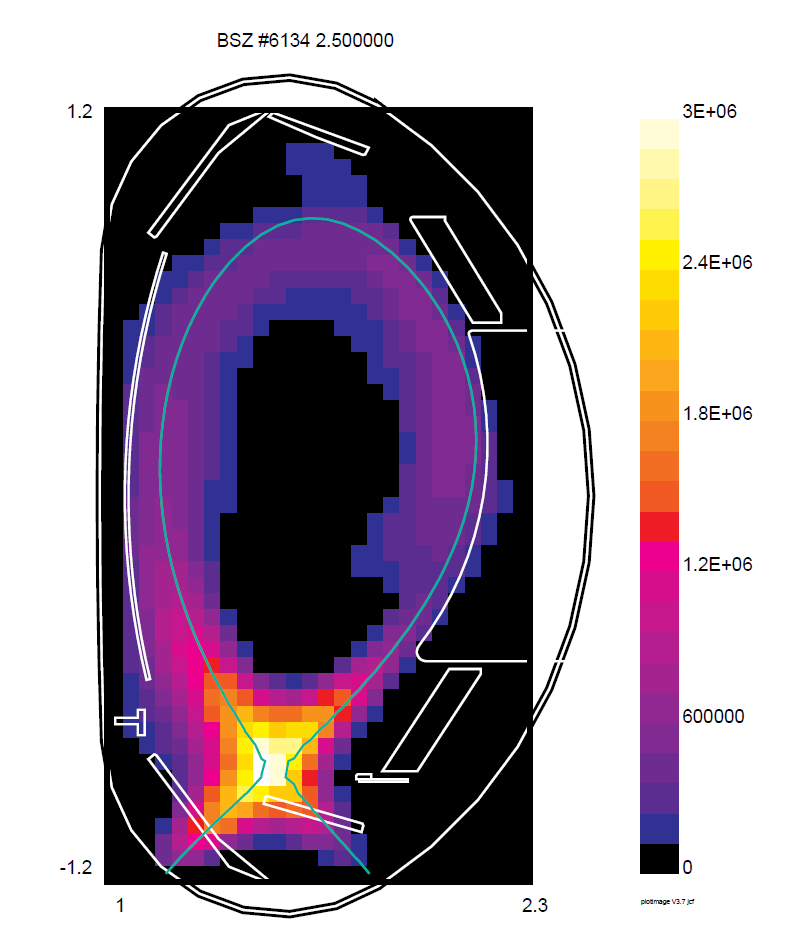 BSZ #6134 2.500000
1.2
3E+06
2.4E+06
1.8E+06
1.2E+06
600000
-1.2
0
1
2.3
plotimage V3.7 jcf